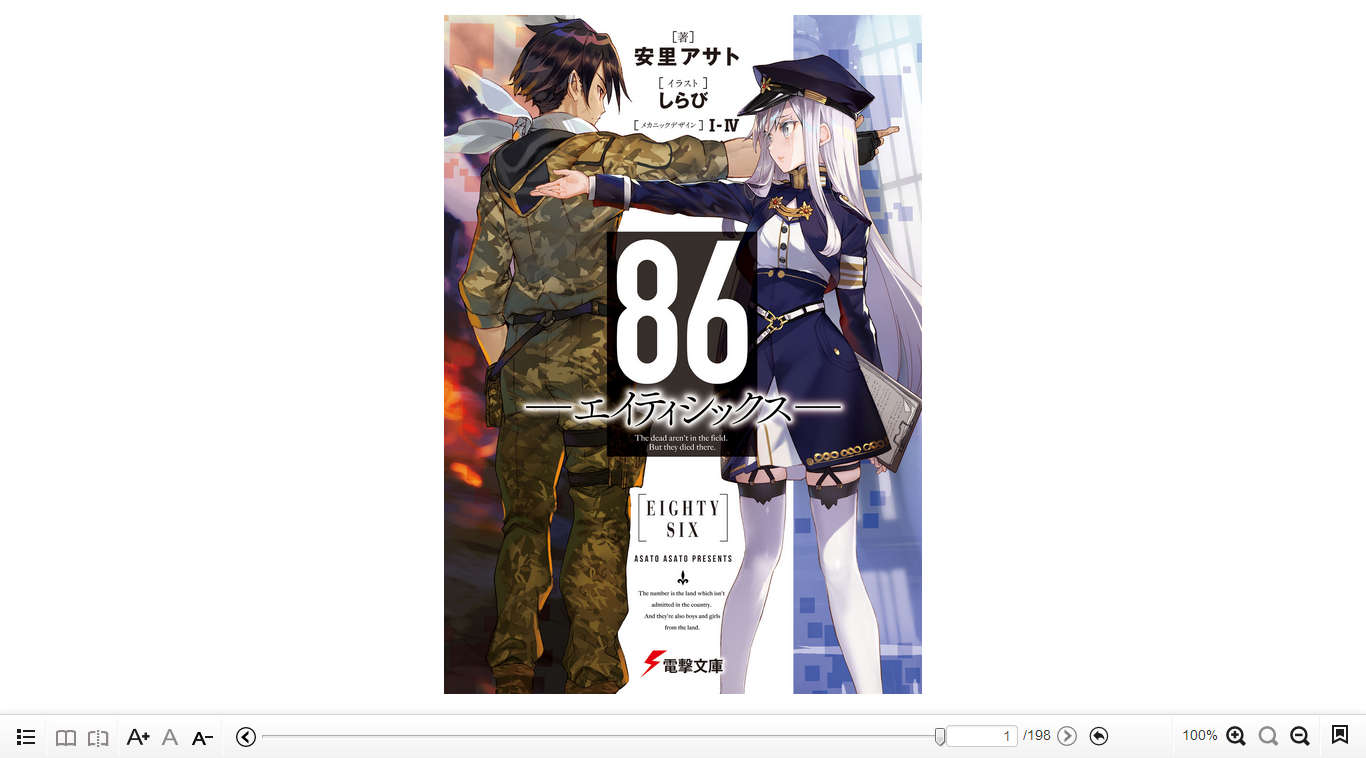 [著]
安里アサト
[イラスト]
しらび
[メカニックデザイン] I-IV
86
―エイティシックス―
The dead aren't in the field.
But they died there.
EIGHTY
SIX
ASATO ASATO PRESENTS
The number is the land which isn't
admitted in the country.
And they're also boys and girls
from the land.
電撃文庫
A+ A A− 1 /198 100%